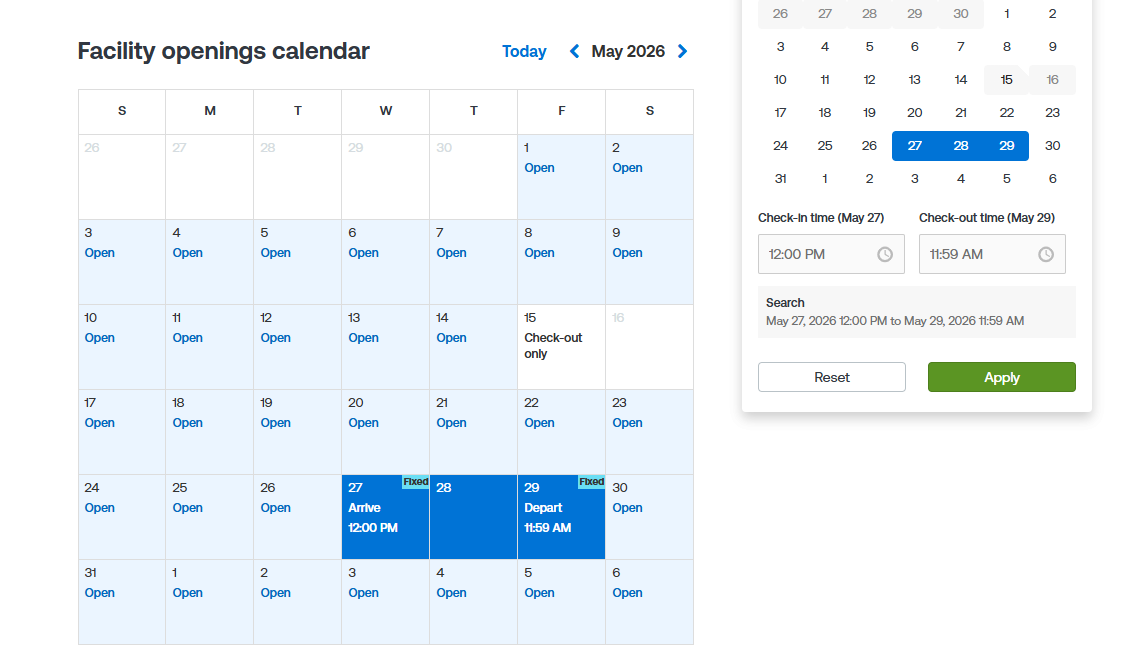 Facility openings calendar
Today May 2026
S M T W T F S
26 27 28 29 30 1 2
Open Open
3 4 5 6 7 8 9
Open Open Open Open Open Open Open
10 11 12 13 14 15 16
Open Open Open Open Open Check-out only
17 18 19 20 21 22 23
Open Open Open Open Open Open Open
24 25 26 27 Fixed 28 29 Fixed 30
Open Open Open Arrive Depart Open
12:00 PM 11:59 AM
31 1 2 3 4 5 6
Open Open Open Open Open Open Open
26 27 28 29 30 1 2
3 4 5 6 7 8 9
10 11 12 13 14 15 16
17 18 19 20 21 22 23
24 25 26 27 28 29 30
31 1 2 3 4 5 6
Check-in time (May 27) Check-out time (May 29)
12:00 PM 11:59 AM
Search
May 27, 2026 12:00 PM to May 29, 2026 11:59 AM
Reset Apply